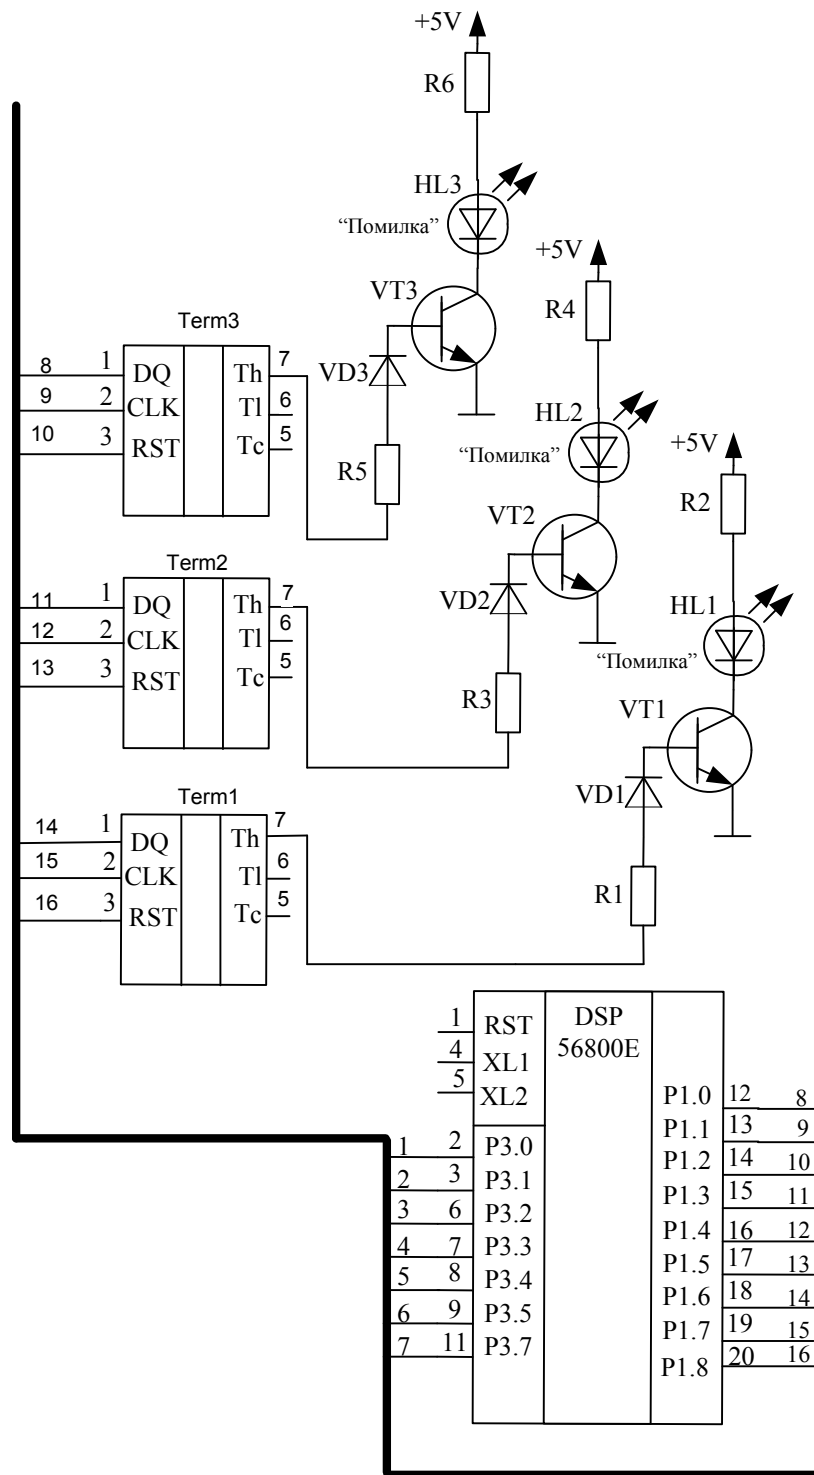 +5V
R6
HL3
“Помилка”
VT3
VD3
R5
+5V
R4
HL2
“Помилка”
VT2
VD2
R3
+5V
R2
HL1
“Помилка”
VT1
VD1
R1
Term3
8 1 DQ Th 7
9 2 CLK Tl 6
10 3 RST Tc 5
Term2
11 1 DQ Th 7
12 2 CLK Tl 6
13 3 RST Tc 5
Term1
14 1 DQ Th 7
15 2 CLK Tl 6
16 3 RST Tc 5
DSP
56800E
1 RST
4 XL1
5 XL2
1 2 P3.0
2 3 P3.1
3 6 P3.2
4 7 P3.3
5 8 P3.4
6 9 P3.5
7 11 P3.7
P1.0 12 8
P1.1 13 9
P1.2 14 10
P1.3 15 11
P1.4 16 12
P1.5 17 13
P1.6 18 14
P1.7 19 15
P1.8 20 16